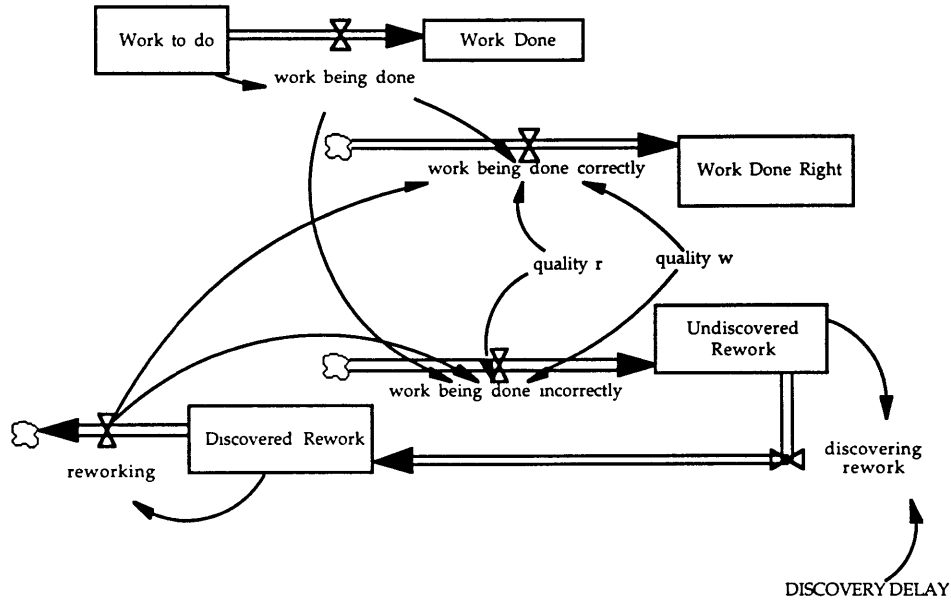 Work to do
Work Done
work being done
work being done correctly
Work Done Right
quality r
quality w
Undiscovered
Rework
work being done incorrectly
Discovered Rework
discovering
rework
reworking
DISCOVERY DELAY